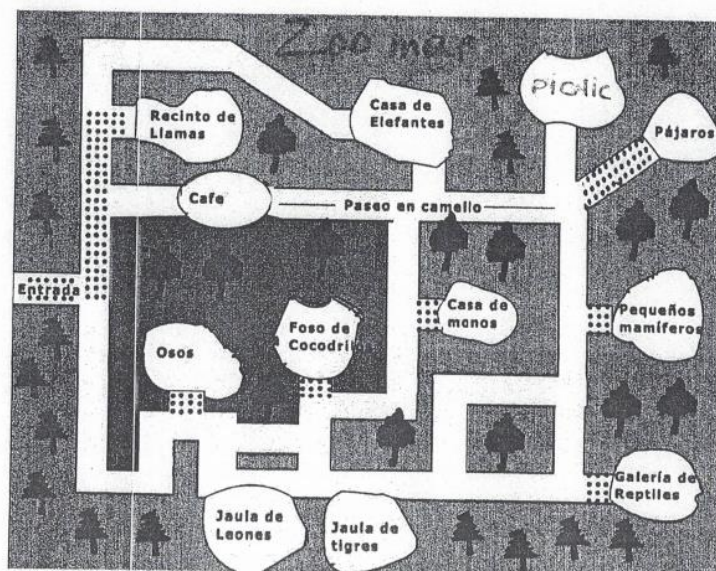 Zoo map
Picnic
Recinto de
Llamas
Casa de
Elefantes
Pájaros
Cafe
Paseo en camello
Entrada
Osos
Foso de
Cocodrilos
Casa de
monos
Pequeños
mamíferos
Galería de
Reptiles
Jaula de
Leones
Jaula de
tigres